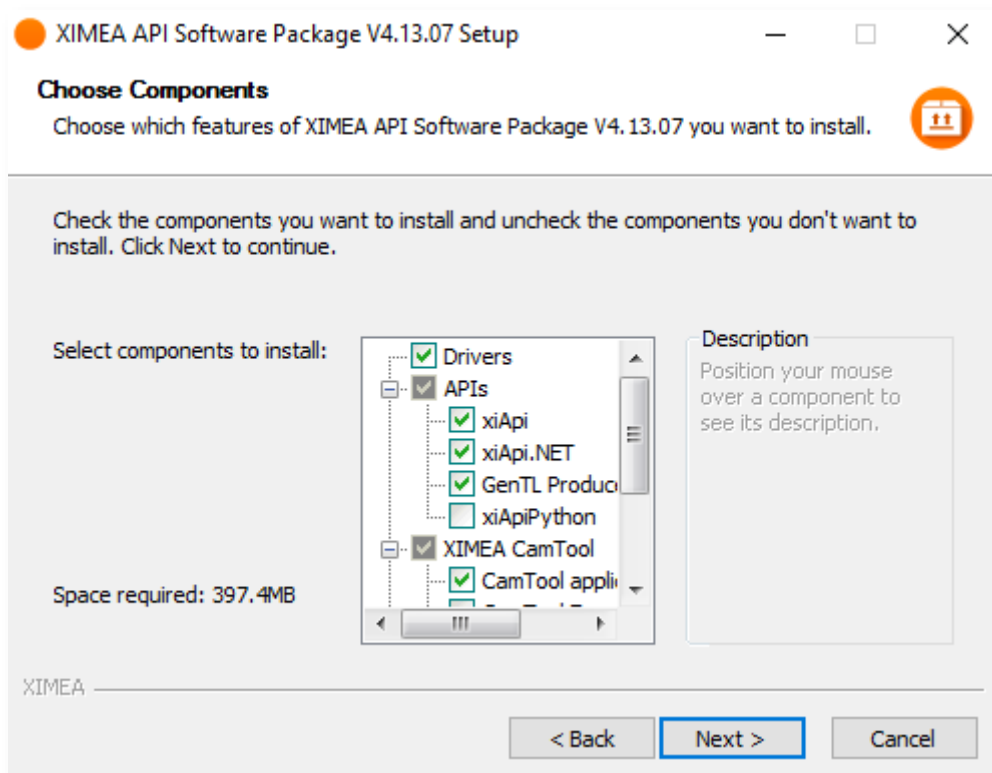 XIMEA API Software Package V4.13.07 Setup
Choose Components
Choose which features of XIMEA API Software Package V4.13.07 you want to install.
Check the components you want to install and uncheck the components you don't want to
install. Click Next to continue.
Select components to install:
Drivers
APIs
xiApi
xiApi.NET
GenTL Produce
xiApiPython
XIMEA CamTool
CamTool appli
Description
Position your mouse
over a component to
see its description.
Space required: 397.4MB
XIMEA
< Back
Next >
Cancel